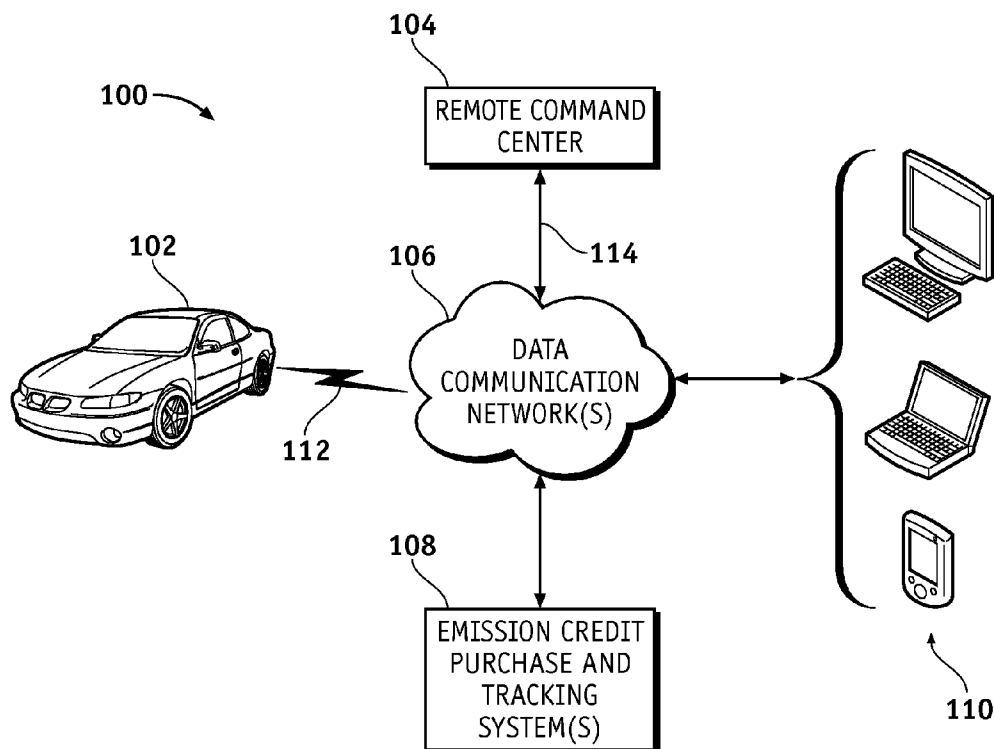 104
100
REMOTE COMMAND
CENTER
102
106
114
DATA
COMMUNICATION
NETWORK(S)
112
108
EMISSION CREDIT
PURCHASE AND
TRACKING
SYSTEM(S)
110